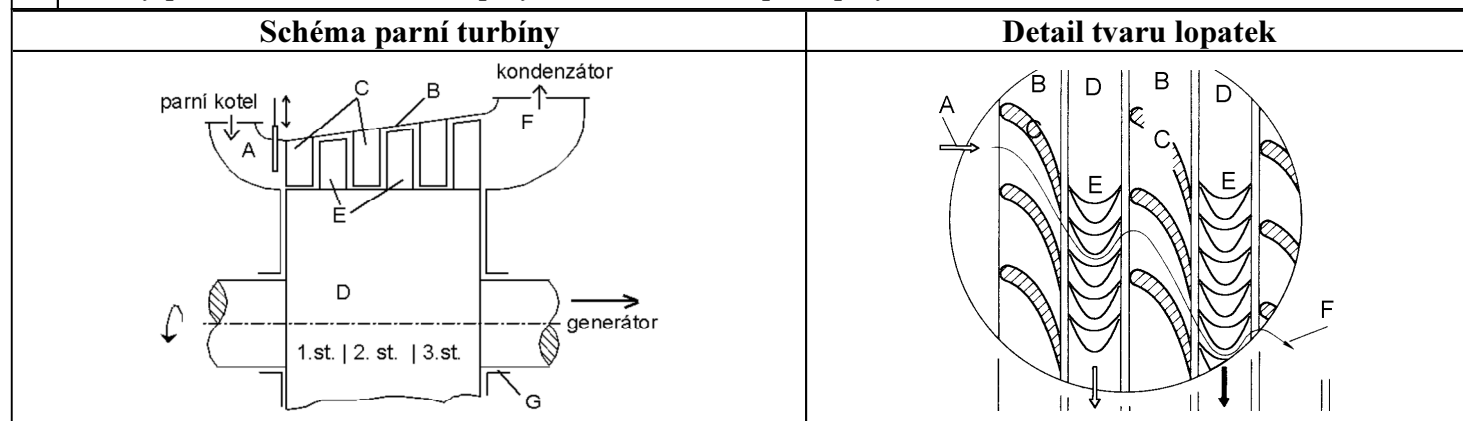 Schéma parní turbíny
Detail tvaru lopatek
kondenzátor
parní kotel
C
B
F
A
E
D
generátor
1.st. | 2. st. | 3.st.
G
B
D
B
D
A
C
E
E
F